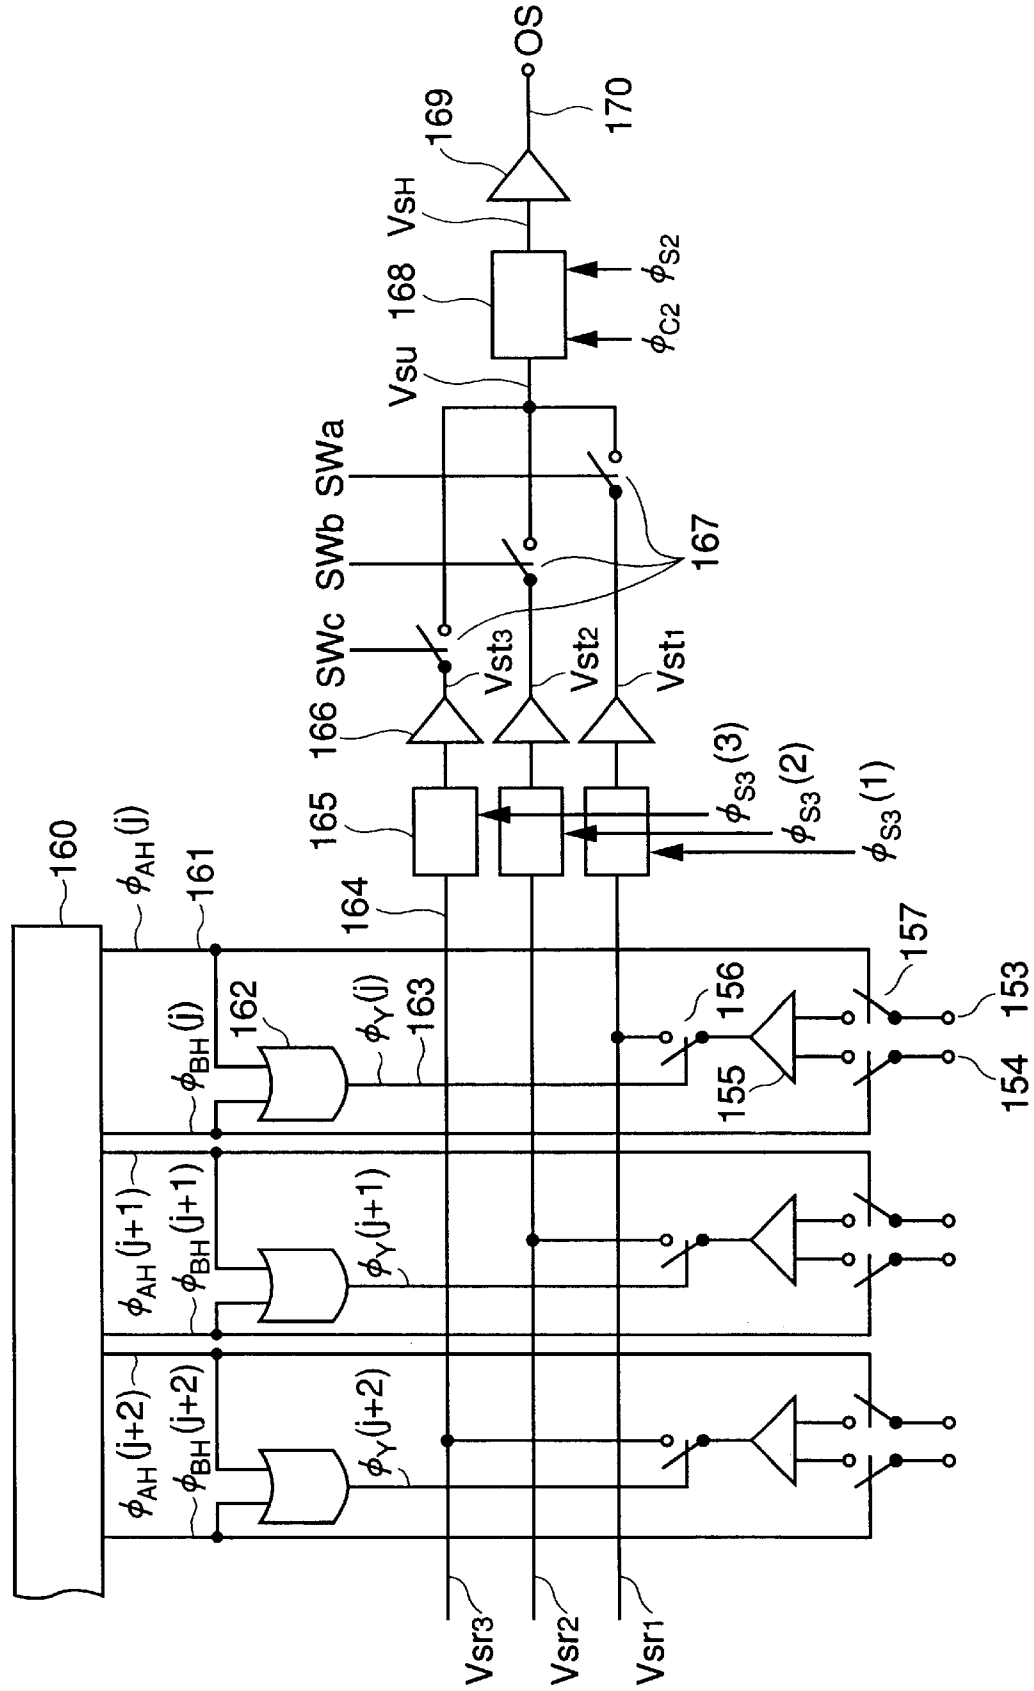 160
ϕAH(j)
161
ϕBH(j)
162
ϕY(j)
163
164
165
166
SWc
SWb
SWa
Vsu
168
VSH
169
OS
170
ϕS2
ϕC2
167
Vst3
Vst2
Vst1
ϕS3(3)
ϕS3(2)
ϕS3(1)
ϕAH(j+1)
ϕBH(j+1)
ϕY(j+1)
ϕAH(j+2)
ϕBH(j+2)
ϕY(j+2)
156
155
157
153
154
Vsr3
Vsr2
Vsr1